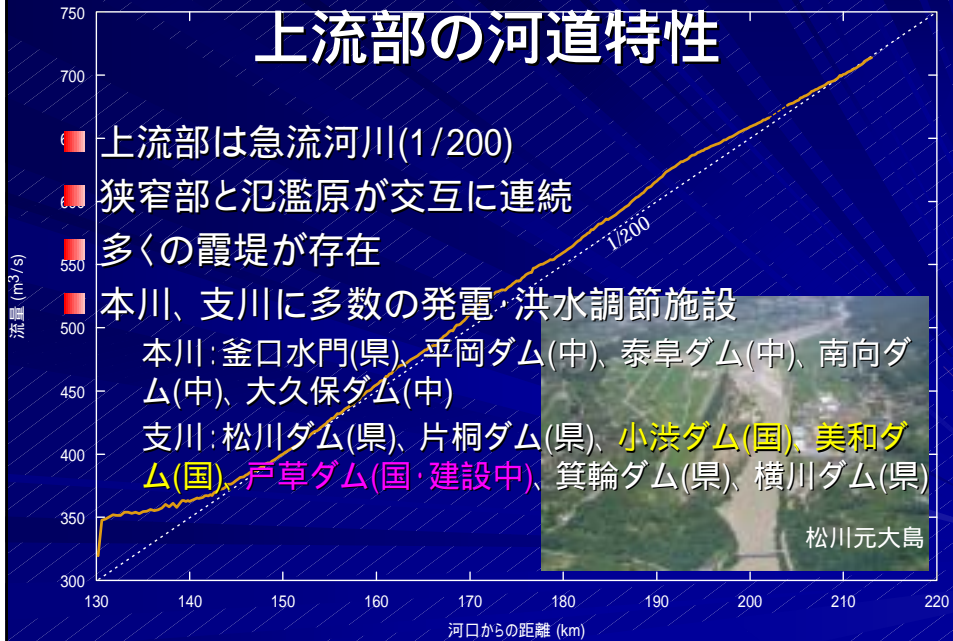 上流部の河道特性
上流部は急流河川(1/200)
狭窄部と氾濫原が交互に連続
多くの霞堤が存在
本川、支川に多数の発電・洪水調節施設
本川:釜口水門(県)、平岡ダム(中)、泰阜ダム(中)、南向ダ
ム(中)、大久保ダム(中)
支川:松川ダム(県)、片桐ダム(県)、小渋ダム(国)、美和ダ
ム(国)、戸草ダム(国・建設中)、箕輪ダム(県)、横川ダム(県)
松川元大島
1/200
流量 (m³/s)
750
700
600
550
500
450
400
350
300
130 140 150 160 170 180 190 200 210 220
河口からの距離 (km)